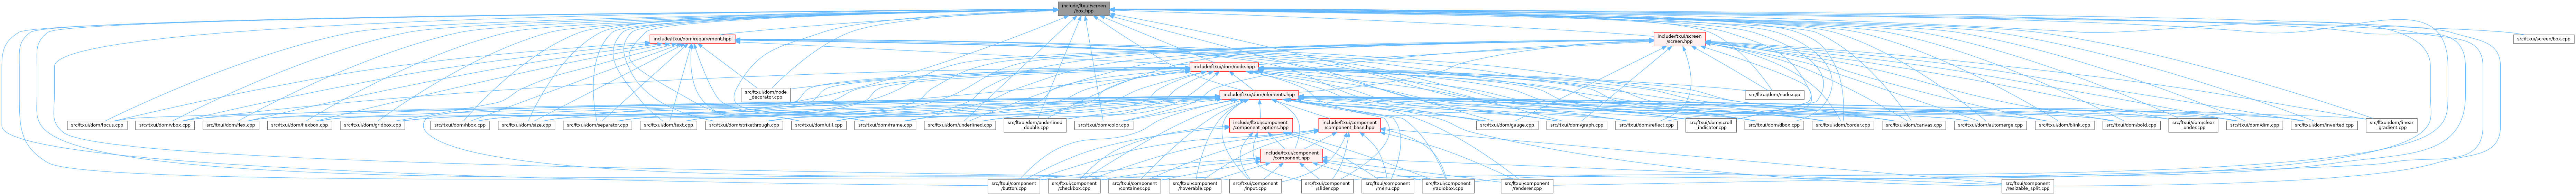 include/ftxui/screen
/box.hpp
include/ftxui/dom/requirement.hpp
include/ftxui/screen
/screen.hpp
src/ftxui/screen/box.cpp
include/ftxui/dom/node.hpp
src/ftxui/dom/node
_decorator.cpp
include/ftxui/dom/elements.hpp
src/ftxui/dom/node.cpp
src/ftxui/dom/focus.cpp
src/ftxui/dom/vbox.cpp
src/ftxui/dom/flex.cpp
src/ftxui/dom/flexbox.cpp
src/ftxui/dom/gridbox.cpp
src/ftxui/dom/hbox.cpp
src/ftxui/dom/size.cpp
src/ftxui/dom/separator.cpp
src/ftxui/dom/text.cpp
src/ftxui/dom/strikethrough.cpp
src/ftxui/dom/util.cpp
src/ftxui/dom/frame.cpp
src/ftxui/dom/underlined.cpp
src/ftxui/dom/underlined
_double.cpp
src/ftxui/dom/color.cpp
include/ftxui/component
/component_options.hpp
include/ftxui/component
/component_base.hpp
src/ftxui/dom/gauge.cpp
src/ftxui/dom/graph.cpp
src/ftxui/dom/reflect.cpp
src/ftxui/dom/scroll
_indicator.cpp
src/ftxui/dom/dbox.cpp
src/ftxui/dom/border.cpp
src/ftxui/dom/canvas.cpp
src/ftxui/dom/automerge.cpp
src/ftxui/dom/blink.cpp
src/ftxui/dom/bold.cpp
src/ftxui/dom/clear
_under.cpp
src/ftxui/dom/dim.cpp
src/ftxui/dom/inverted.cpp
src/ftxui/dom/linear
_gradient.cpp
include/ftxui/component
/component.hpp
src/ftxui/component
/button.cpp
src/ftxui/component
/checkbox.cpp
src/ftxui/component
/container.cpp
src/ftxui/component
/hoverable.cpp
src/ftxui/component
/input.cpp
src/ftxui/component
/slider.cpp
src/ftxui/component
/menu.cpp
src/ftxui/component
/radiobox.cpp
src/ftxui/component
/renderer.cpp
src/ftxui/component
/resizable_split.cpp